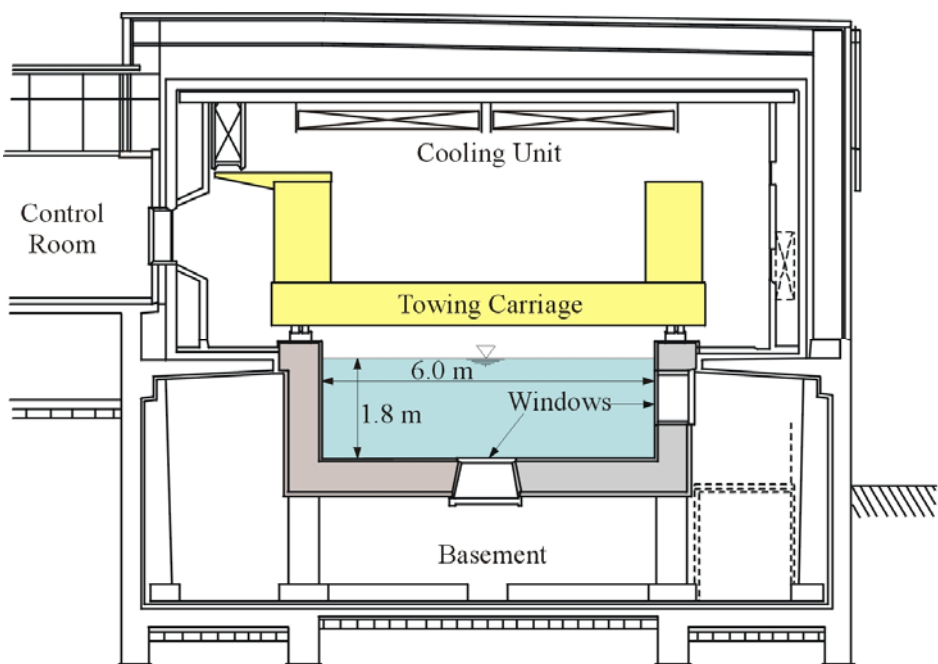 Cooling Unit
Control
Room
Towing Carriage
6.0 m
1.8 m
Windows
Basement